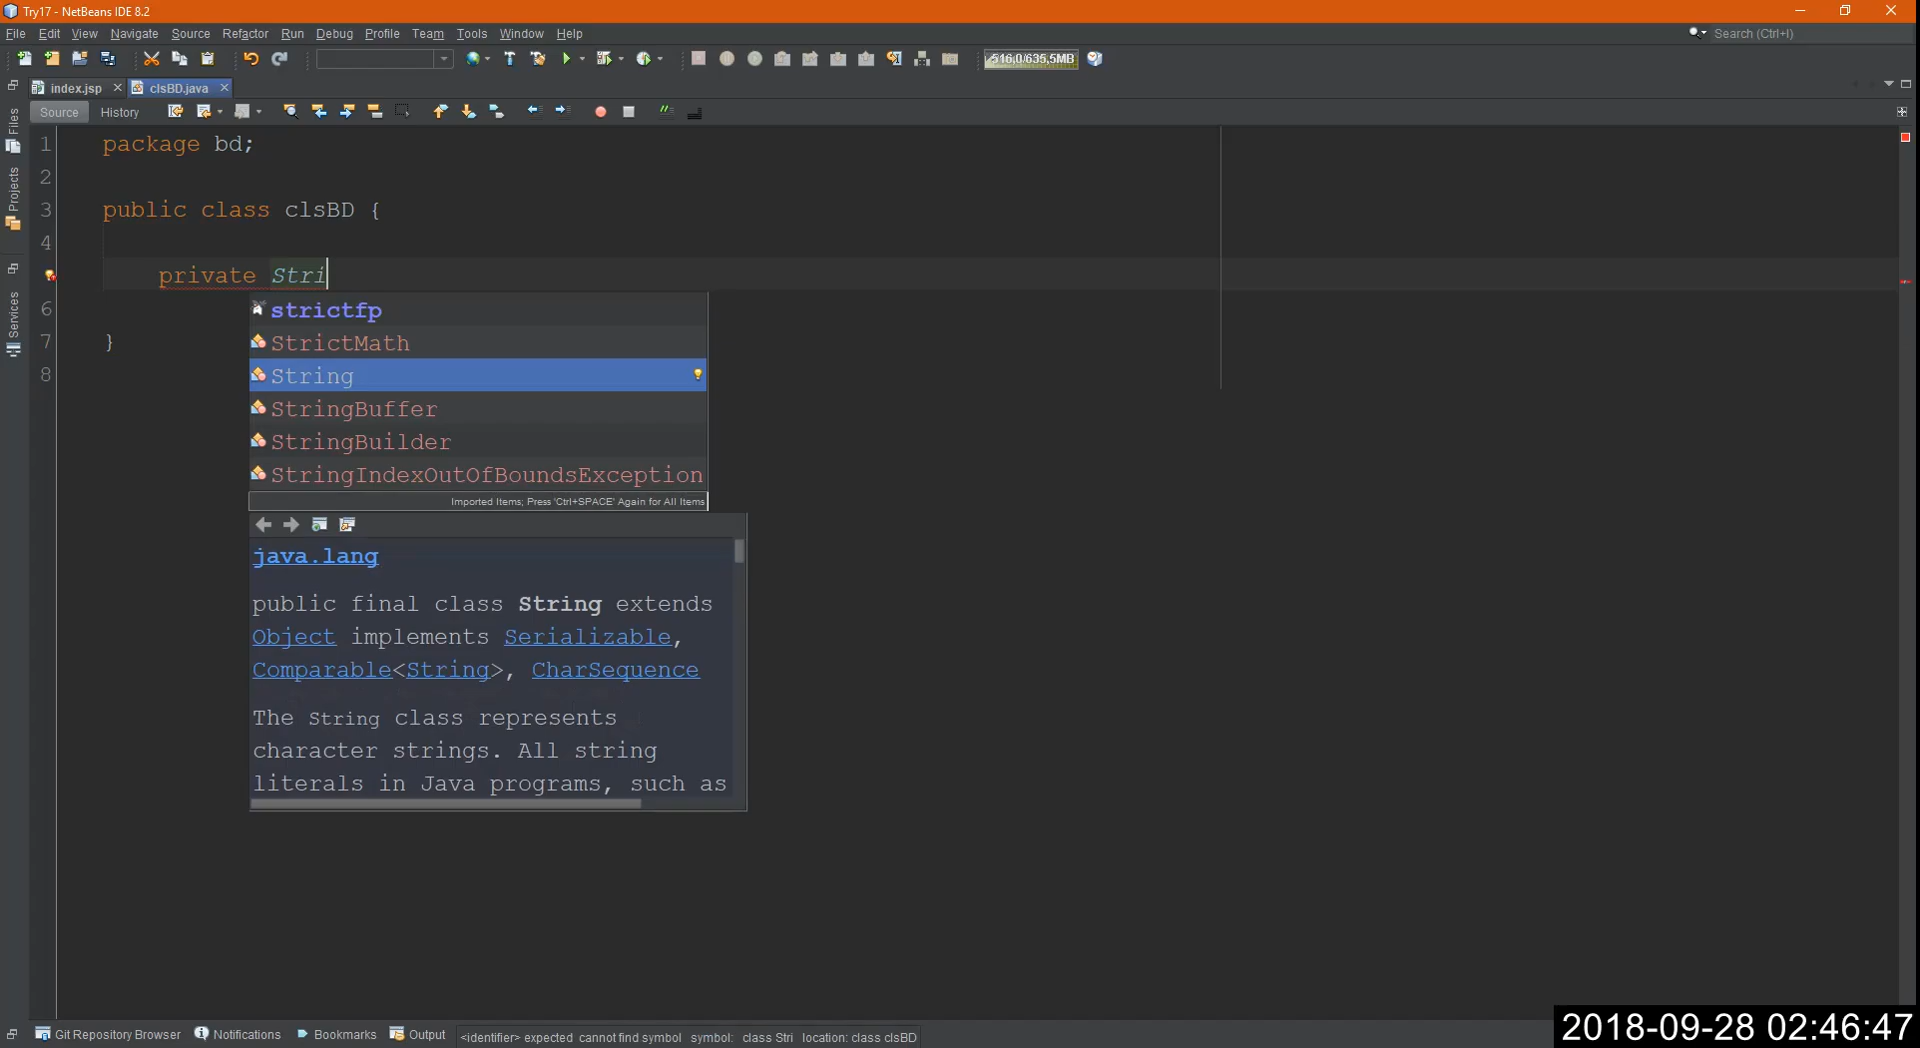 Try17 - NetBeans IDE 8.2
File Edit View Navigate Source Refactor Run Debug Profile Team Tools Window Help
Search (Ctrl+I)
516,0/635,5MB
index.jsp
clsBD.java
Source History
Files
Projects
Services
1 package bd;
2
3 public class clsBD {
4
private Stri
6
7 }
8
strictfp
StrictMath
String
StringBuffer
StringBuilder
StringIndexOutOfBoundsException
Imported Items; Press 'Ctrl+SPACE' Again for All Items
java.lang
public final class String extends
Object implements Serializable,
Comparable<String>, CharSequence
The String class represents
character strings. All string
literals in Java programs, such as
Git Repository Browser Notifications Bookmarks Output
<identifier> expected cannot find symbol symbol: class Stri location: class clsBD
2018-09-28 02:46:47